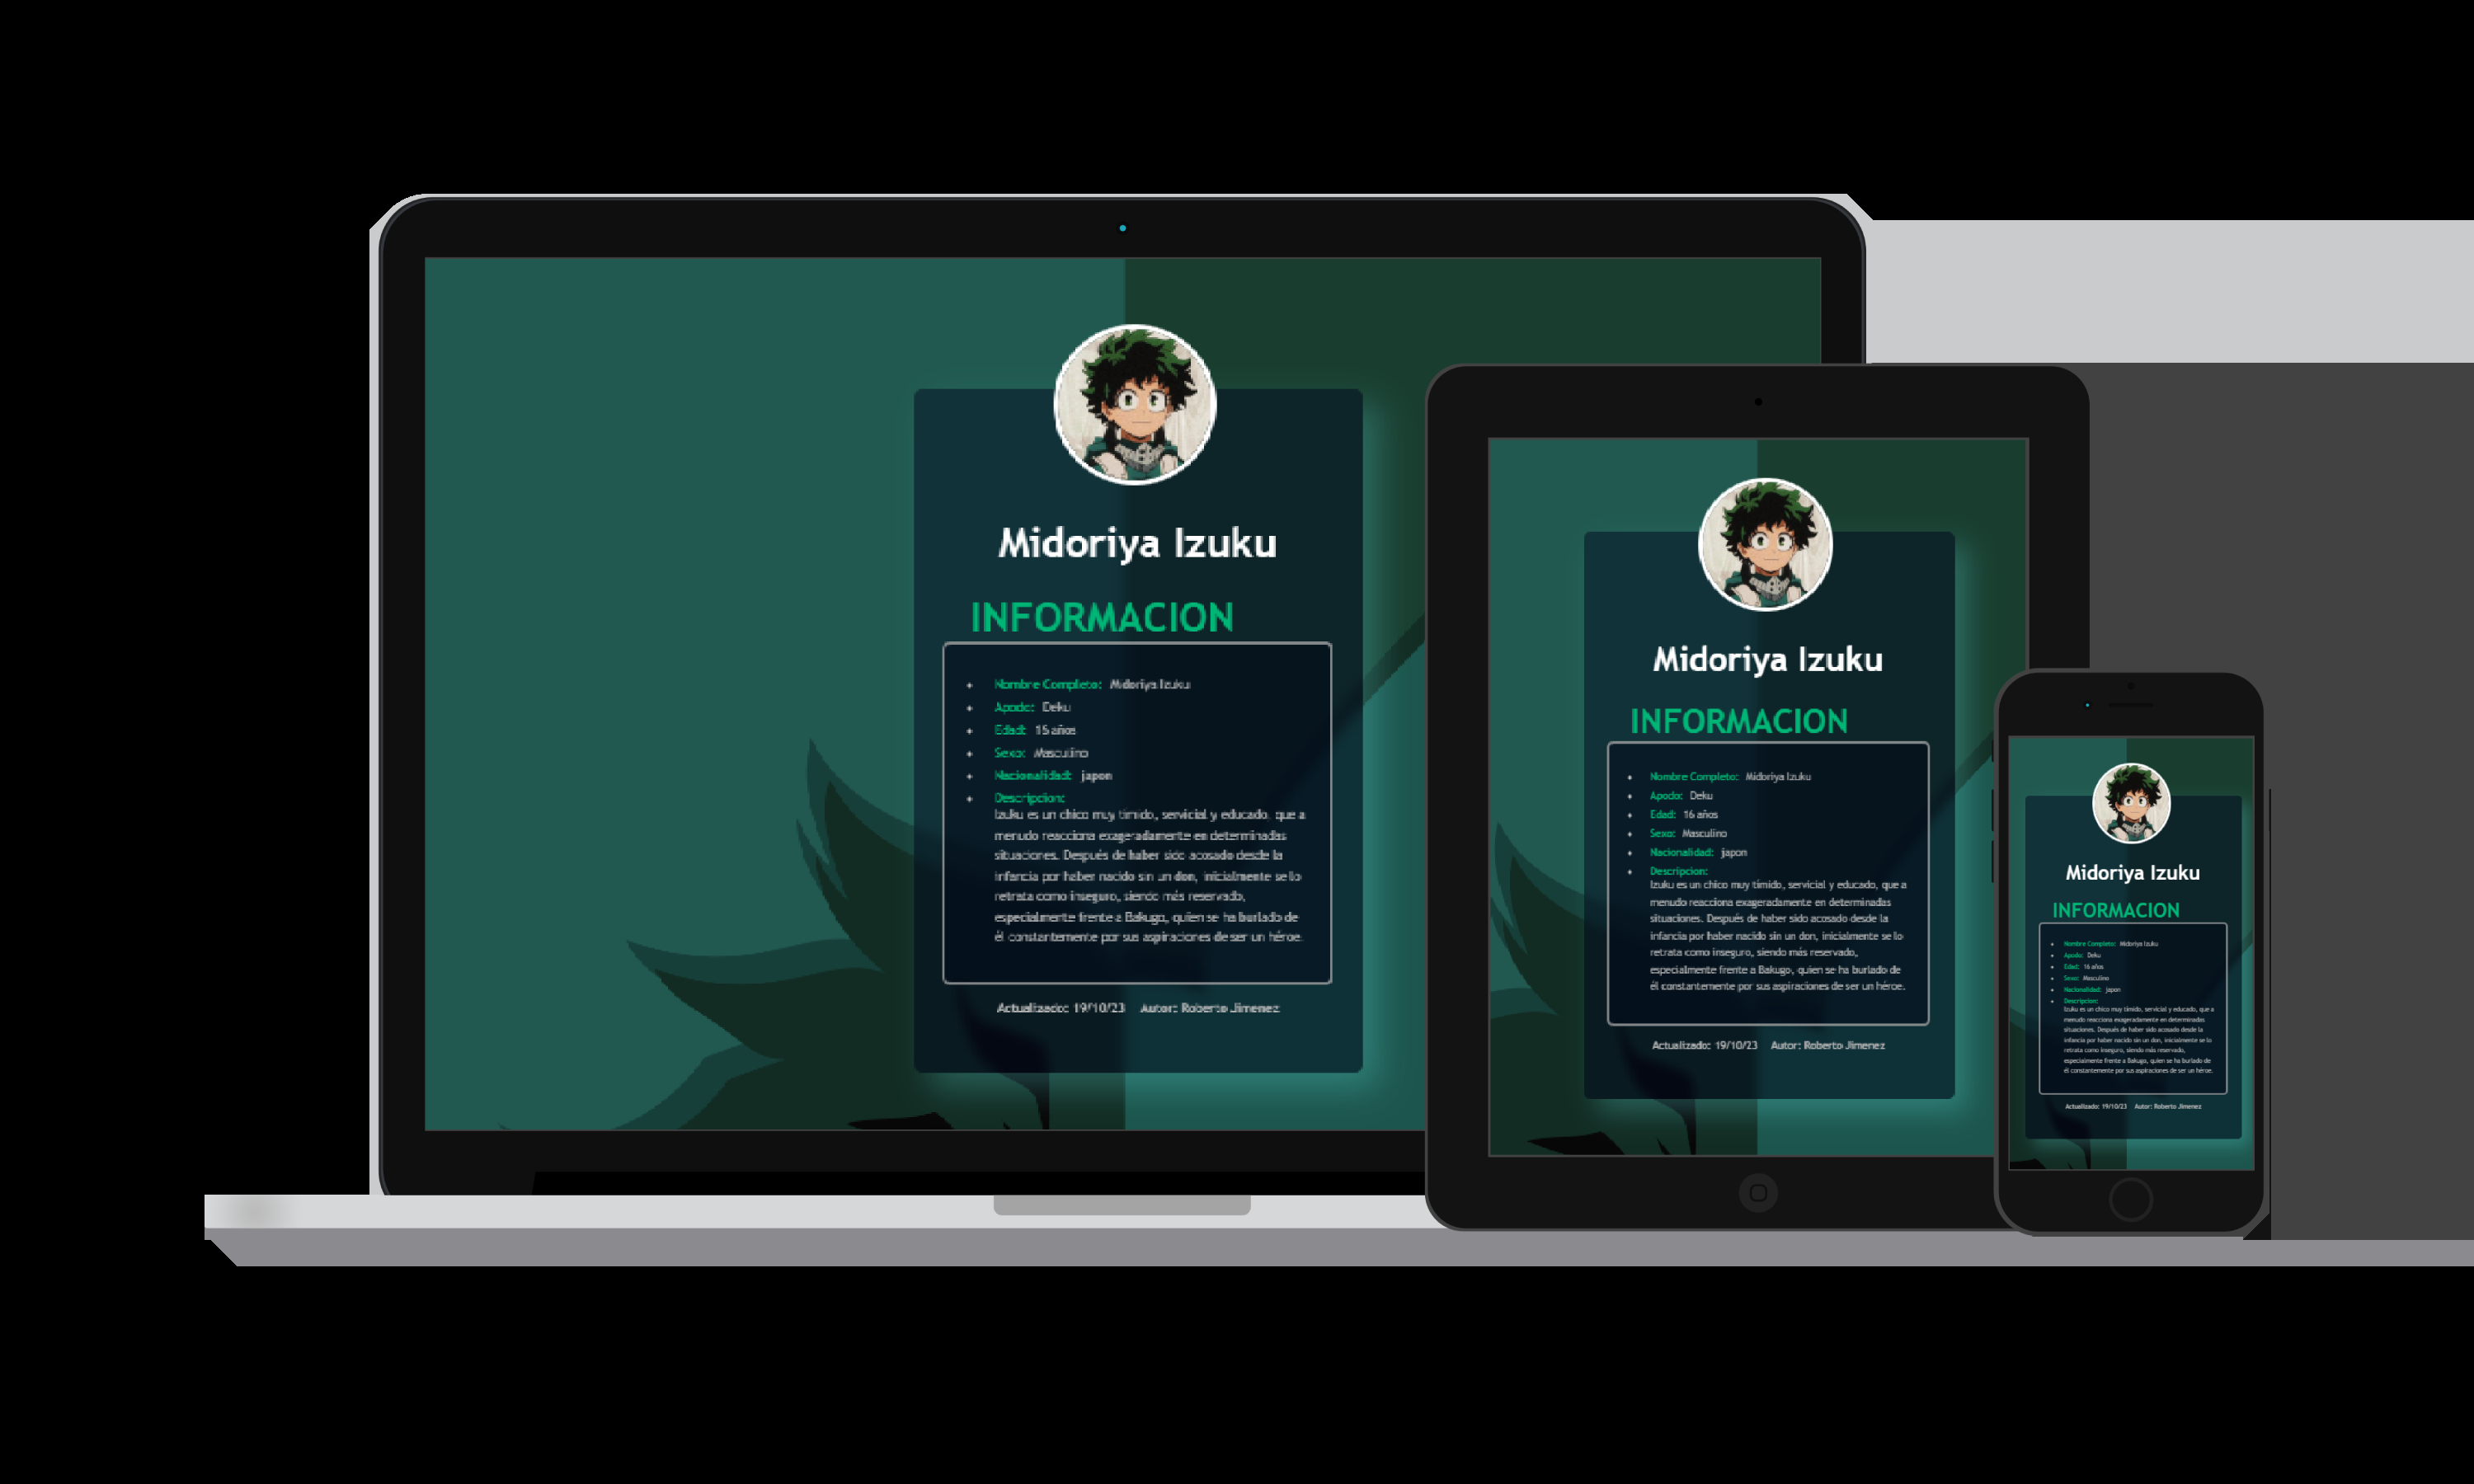 Midoriya Izuku
INFORMACION
Nombre Completo: Midoriya Izuku
Apodo: Deku
Edad: 16 años
Sexo: Masculino
Nacionalidad: japon
Descripcion:
Izuku es un chico muy tímido, servicial y educado, que a
menudo reacciona exageradamente en determinadas
situaciones. Después de haber sido acosado desde la
infancia por haber nacido sin un don, inicialmente se lo
retrata como inseguro, siendo más reservado,
especialmente frente a Bakugo, quien se ha burlado de
él constantemente por sus aspiraciones de ser un héroe.
Actualizado: 19/10/23 Autor: Roberto Jimenez
Midoriya Izuku
INFORMACION
Nombre Completo: Midoriya Izuku
Apodo: Deku
Edad: 16 años
Sexo: Masculino
Nacionalidad: japon
Descripcion:
Izuku es un chico muy tímido, servicial y educado, que a
menudo reacciona exageradamente en determinadas
situaciones. Después de haber sido acosado desde la
infancia por haber nacido sin un don, inicialmente se lo
retrata como inseguro, siendo más reservado,
especialmente frente a Bakugo, quien se ha burlado de
él constantemente por sus aspiraciones de ser un héroe.
Actualizado: 19/10/23 Autor: Roberto Jimenez
Midoriya Izuku
INFORMACION
Nombre Completo: Midoriya Izuku
Apodo: Deku
Edad: 16 años
Sexo: Masculino
Nacionalidad: japon
Descripcion:
Izuku es un chico muy tímido, servicial y educado, que a
menudo reacciona exageradamente en determinadas
situaciones. Después de haber sido acosado desde la
infancia por haber nacido sin un don, inicialmente se lo
retrata como inseguro, siendo más reservado,
especialmente frente a Bakugo, quien se ha burlado de
él constantemente por sus aspiraciones de ser un héroe.
Actualizado: 19/10/23 Autor: Roberto Jimenez